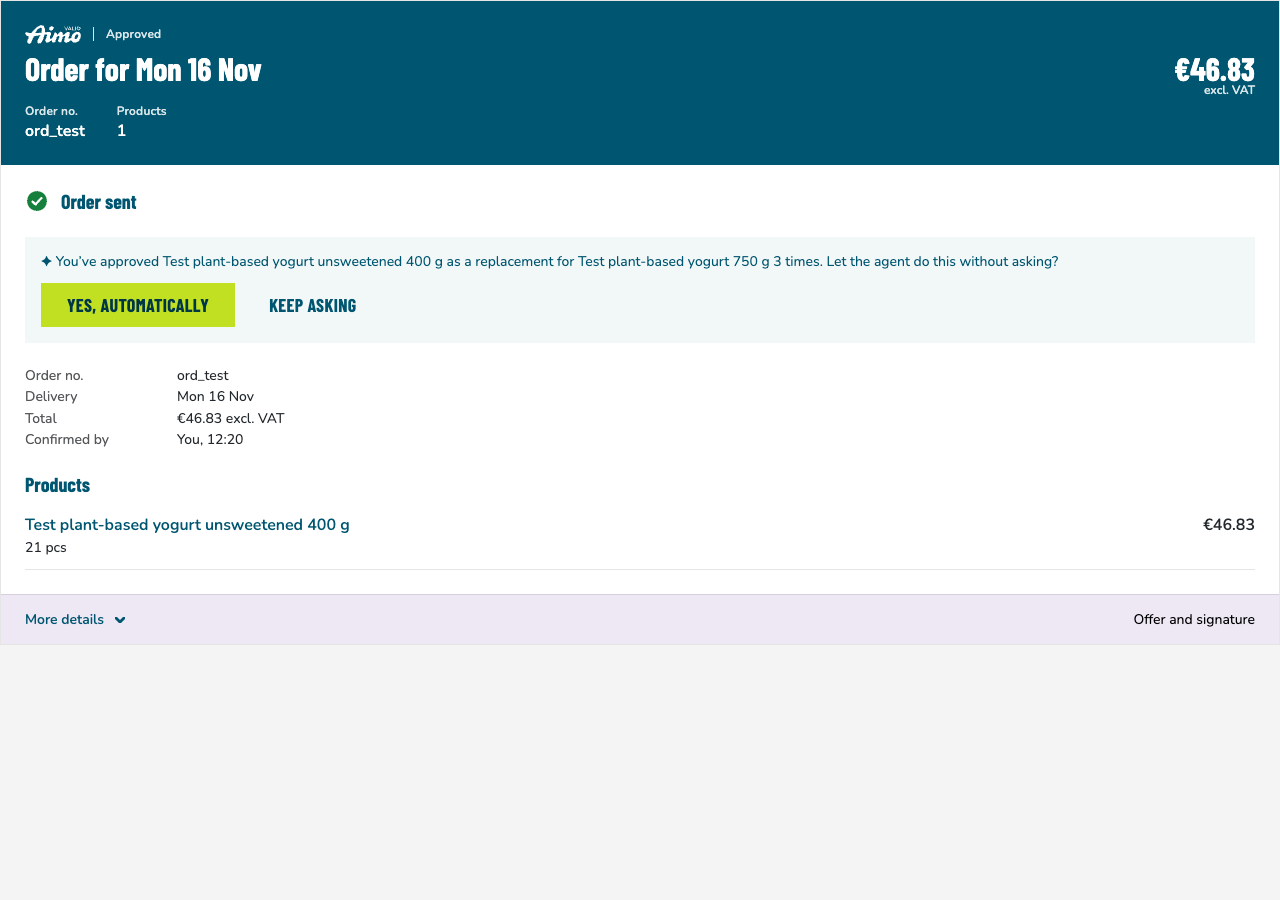 Aimo VALIO
Approved
Order for Mon 16 Nov
€46.83
excl. VAT
Order no.
Products
ord_test
1
Order sent
✦ You’ve approved Test plant-based yogurt unsweetened 400 g as a replacement for Test plant-based yogurt 750 g 3 times. Let the agent do this without asking?
YES, AUTOMATICALLY
KEEP ASKING
Order no. ord_test
Delivery Mon 16 Nov
Total €46.83 excl. VAT
Confirmed by You, 12:20
Products
Test plant-based yogurt unsweetened 400 g €46.83
21 pcs
More details
Offer and signature